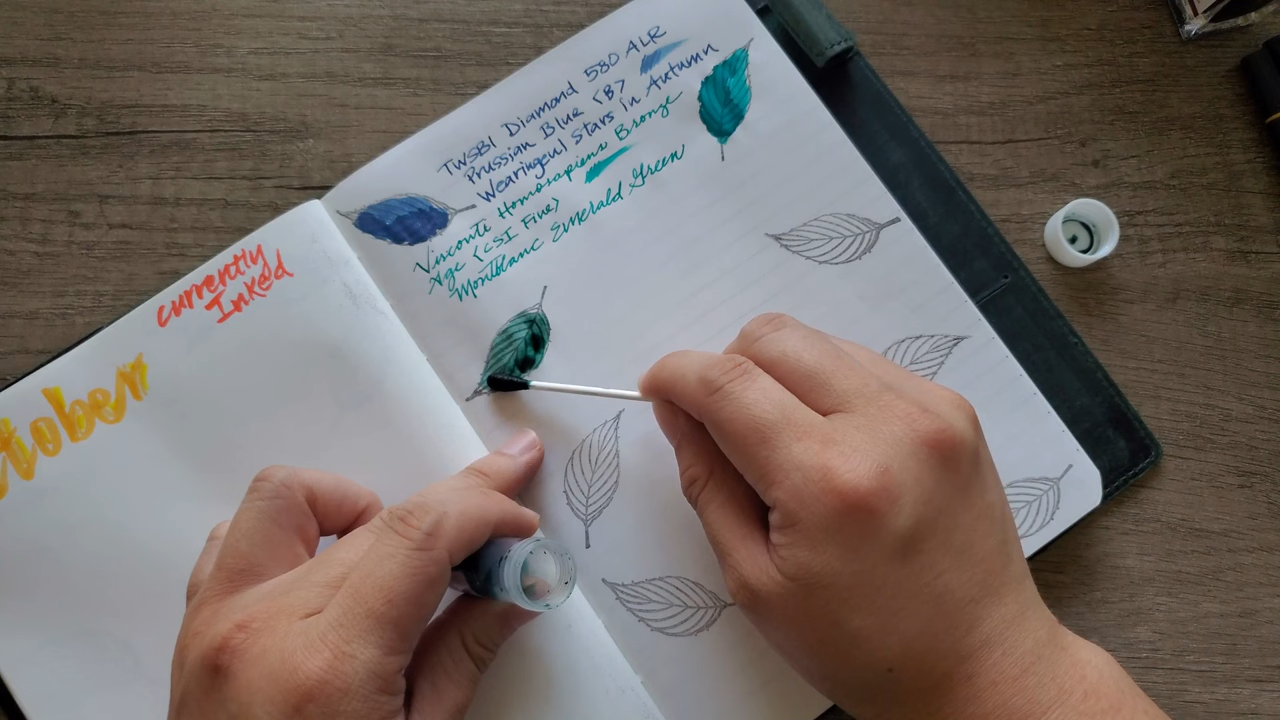 TWSBI Diamond 580 ALR
Prussian Blue <B>
Wearingeul Stars in Autumn
Visconti Homosapiens Bronze
Age <CSI Fine>
Montblanc Emerald Green
currently
Inked
tober